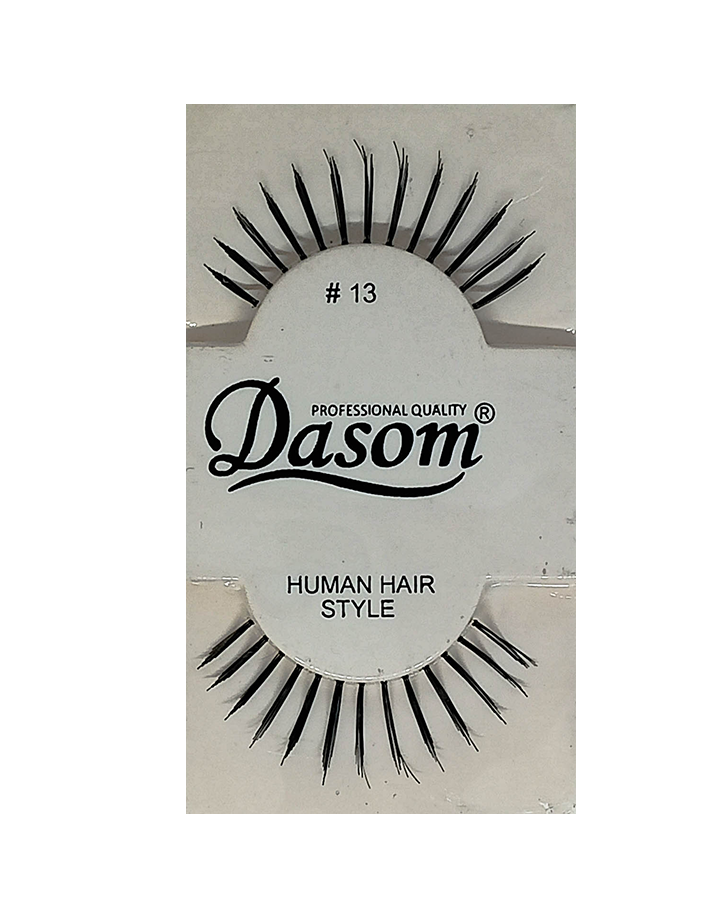 # 13
PROFESSIONAL QUALITY ®
Dasom
HUMAN HAIR
STYLE